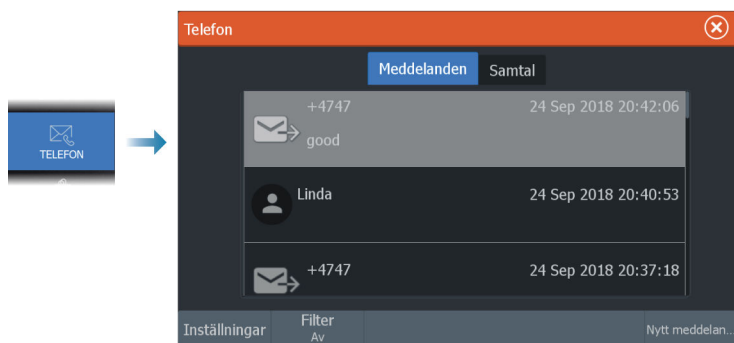 TELEFON
Telefon
Meddelanden
Samtal
+4747
24 Sep 2018 20:42:06
good
Linda
24 Sep 2018 20:40:53
+4747
24 Sep 2018 20:37:18
Inställningar
Filter
Av
Nytt meddelan...